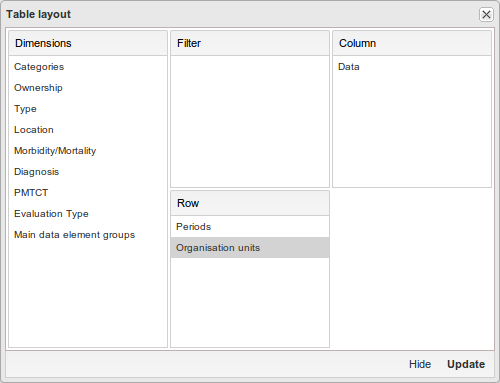 Table layout
Dimensions
Categories
Ownership
Type
Location
Morbidity/Mortality
Diagnosis
PMTCT
Evaluation Type
Main data element groups
Filter
Column
Data
Row
Periods
Organisation units
Hide
Update